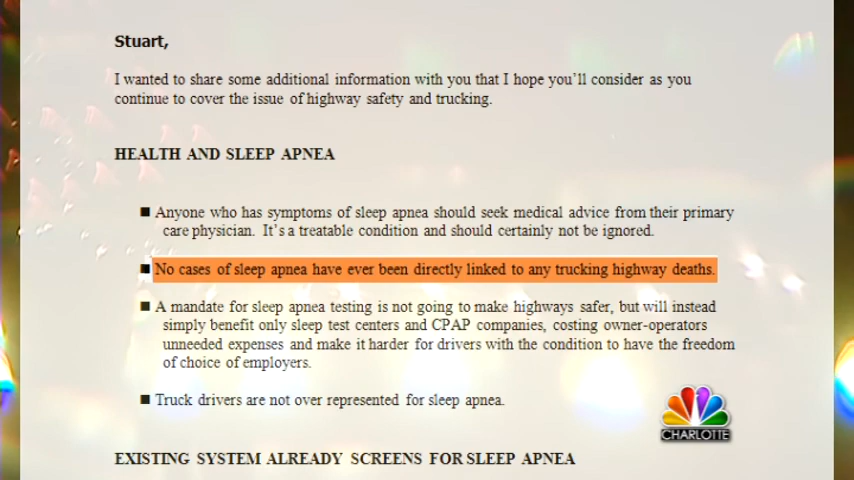 Stuart,
I wanted to share some additional information with you that I hope you'll consider as you
continue to cover the issue of highway safety and trucking.
HEALTH AND SLEEP APNEA
■ Anyone who has symptoms of sleep apnea should seek medical advice from their primary
care physician. It's a treatable condition and should certainly not be ignored.
■ No cases of sleep apnea have ever been directly linked to any trucking highway deaths.
■ A mandate for sleep apnea testing is not going to make highways safer, but will instead
simply benefit only sleep test centers and CPAP companies, costing owner-operators
unneeded expenses and make it harder for drivers with the condition to have the freedom
of choice of employers.
■ Truck drivers are not over represented for sleep apnea.
CHARLOTTE
EXISTING SYSTEM ALREADY SCREENS FOR SLEEP APNEA